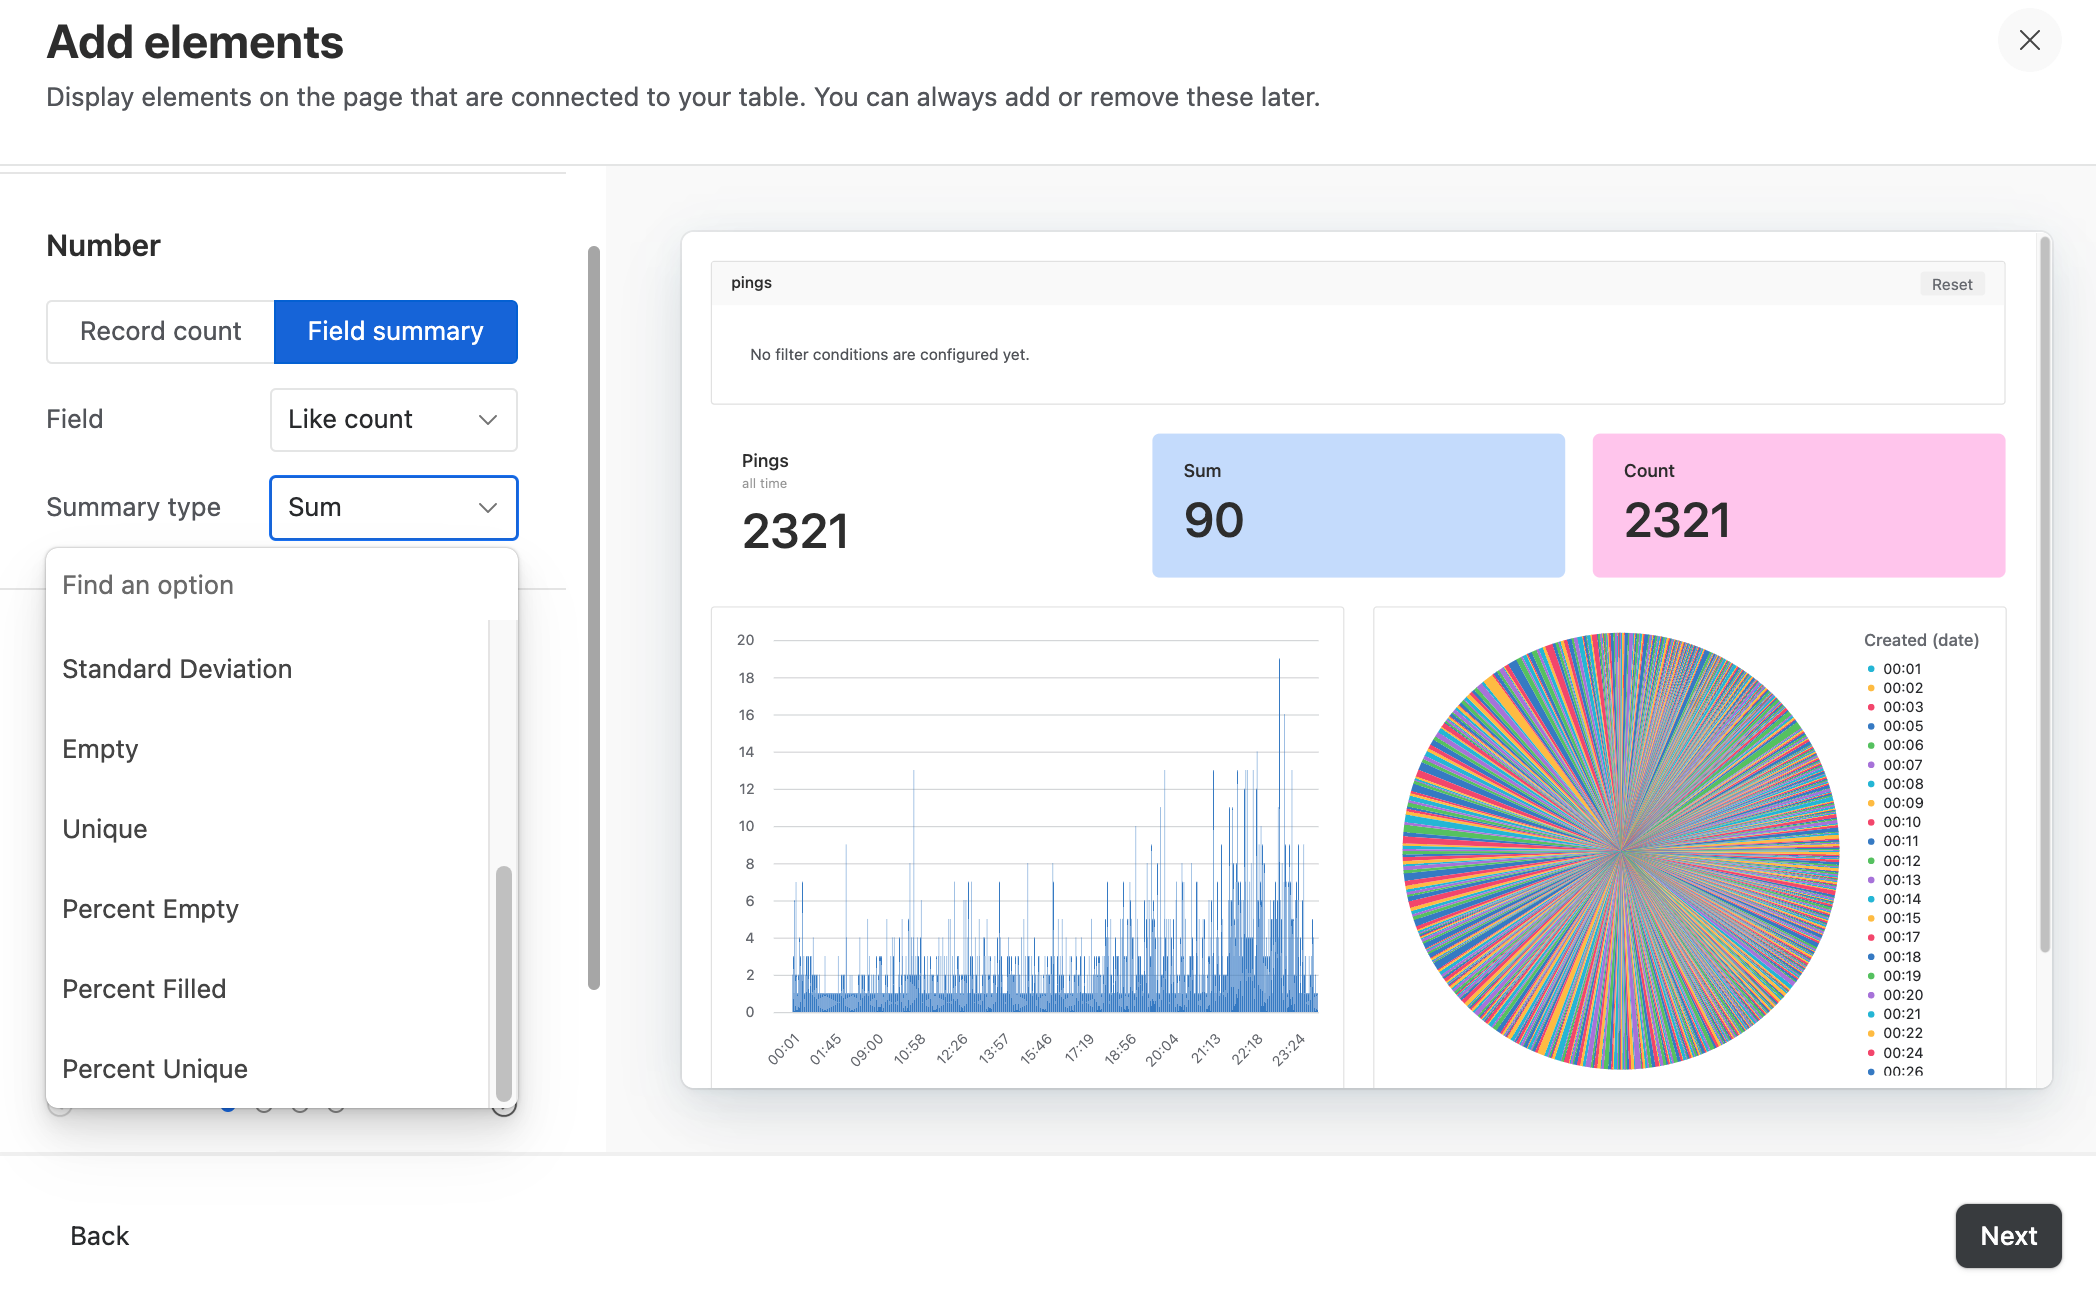 Add elements
Display elements on the page that are connected to your table. You can always add or remove these later.
Number
Record count
Field summary
Field
Like count
Summary type
Sum
Find an option
Standard Deviation
Empty
Unique
Percent Empty
Percent Filled
Percent Unique
pings
Reset
No filter conditions are configured yet.
Pings
all time
2321
Sum
90
Count
2321
20
18
16
14
12
10
8
6
4
2
0
00:01
01:45
09:00
10:58
12:26
13:57
15:46
17:19
18:56
20:04
21:13
22:18
23:24
Created (date)
00:01
00:02
00:03
00:05
00:06
00:07
00:08
00:09
00:10
00:11
00:12
00:13
00:14
00:15
00:17
00:18
00:19
00:20
00:21
00:22
00:24
00:26
Back
Next